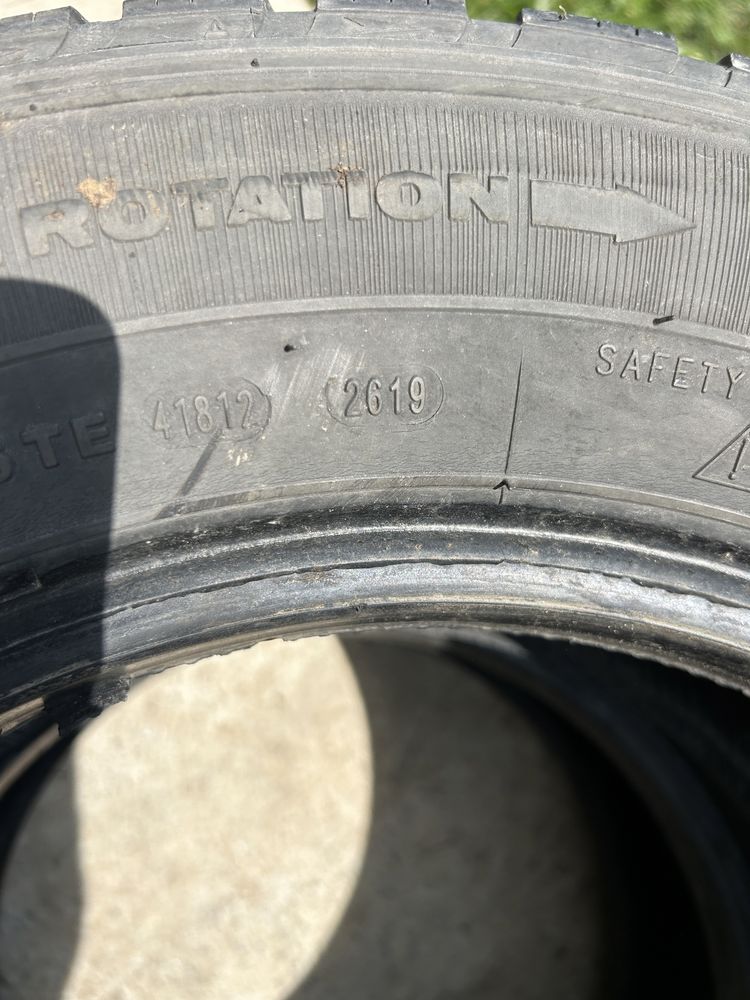 ROTATION
SAFETY
41812 2619